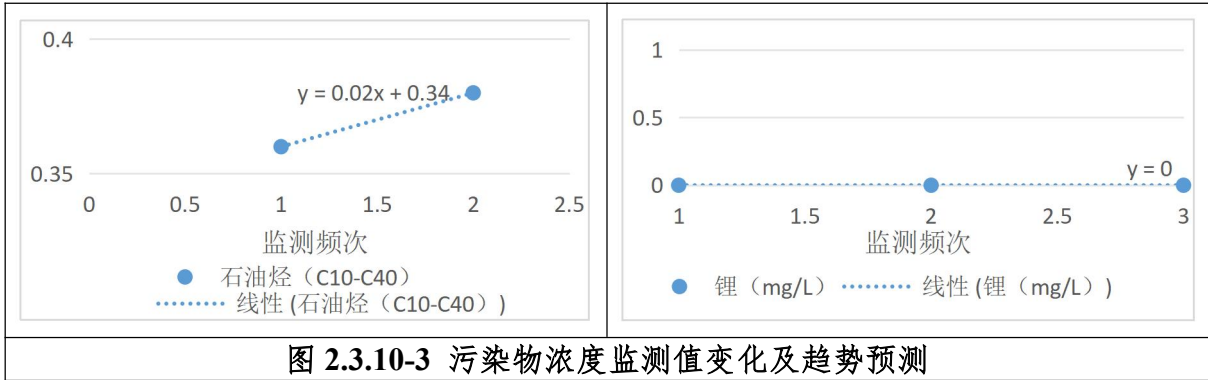 0.4
y = 0.02x + 0.34
0.35
0 0.5 1 1.5 2 2.5
监测频次
石油烃（C10-C40）
线性 (石油烃（C10-C40）)
1
0.5
y = 0
0
1 1.5 2 2.5 3
监测频次
锂（mg/L） 线性 (锂（mg/L）)
图 2.3.10-3 污染物浓度监测值变化及趋势预测